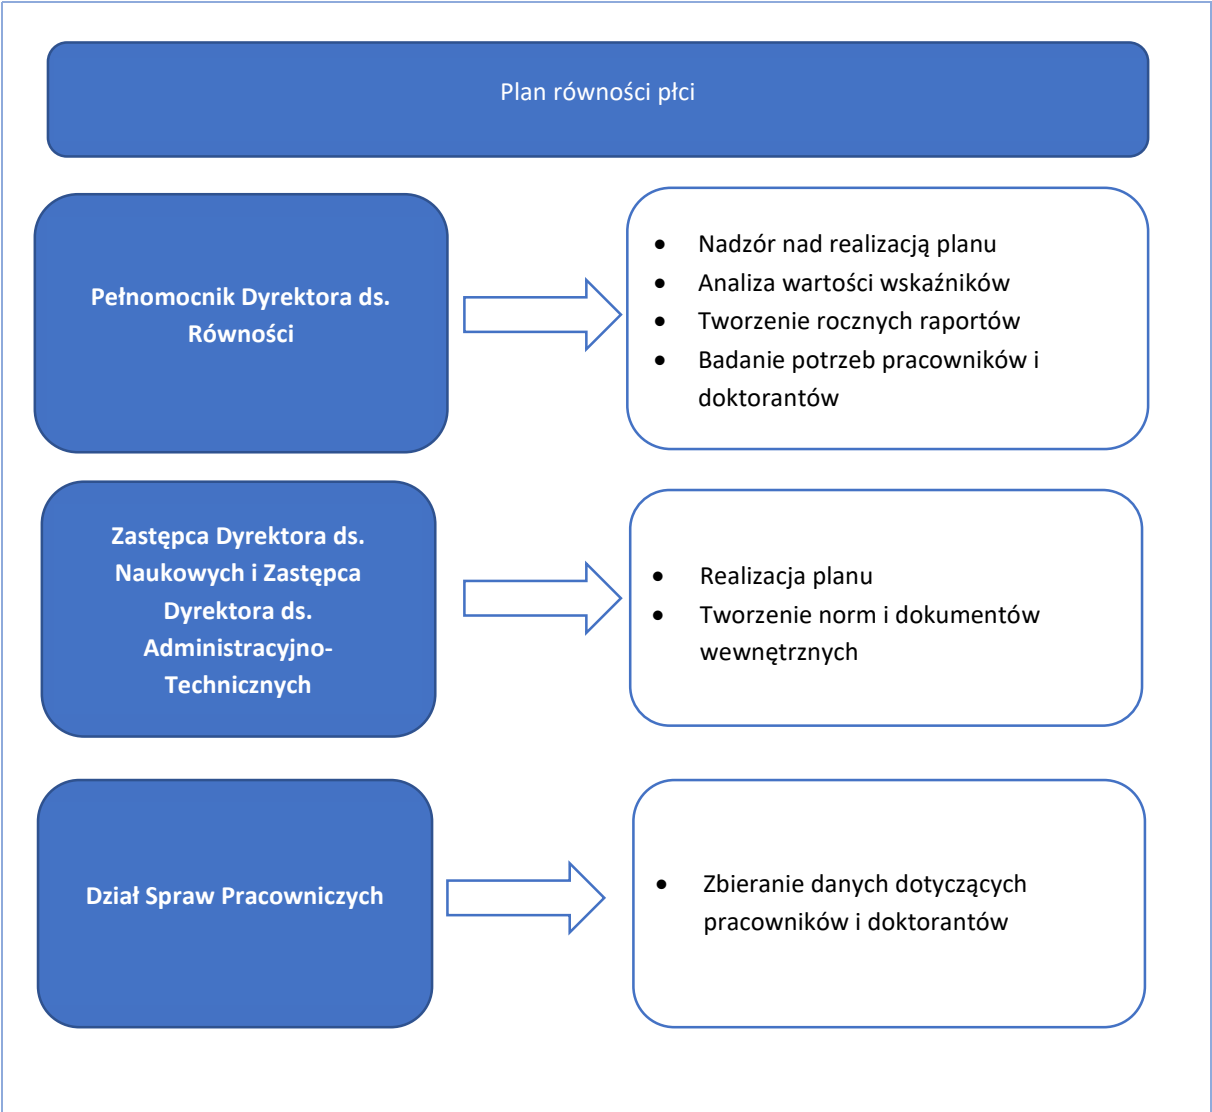 Plan równości płci
Pełnomocnik Dyrektora ds.
Równości
• Nadzór nad realizacją planu
• Analiza wartości wskaźników
• Tworzenie rocznych raportów
• Badanie potrzeb pracowników i
doktorantów
Zastępca Dyrektora ds.
Naukowych i Zastępca
Dyrektora ds.
Administracyjno-
Technicznych
• Realizacja planu
• Tworzenie norm i dokumentów
wewnętrznych
Dział Spraw Pracowniczych
• Zbieranie danych dotyczących
pracowników i doktorantów